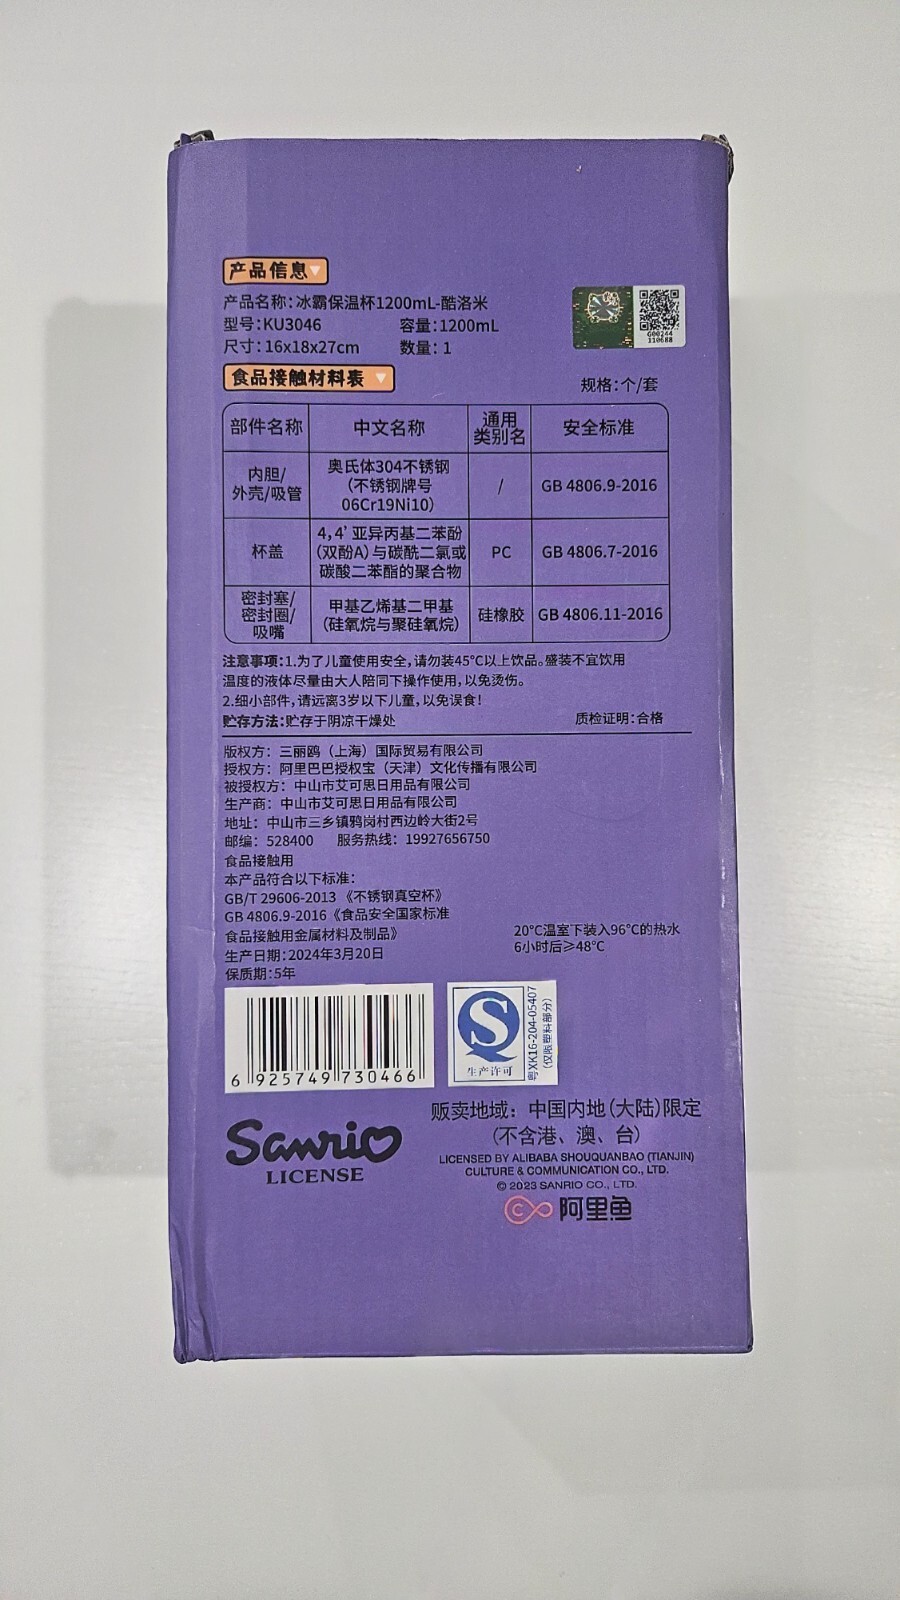 产品信息
产品名称:冰霸保温杯1200mL-酷洛米
型号:KU3046 容量:1200mL
尺寸:16x18x27cm 数量:1
G00244
110688
食品接触材料表
规格:个/套
部件名称 中文名称 通用类别名 安全标准
内胆/外壳/吸管 奥氏体304不锈钢(不锈钢牌号06Cr19Ni10) / GB 4806.9-2016
杯盖 4,4'亚异丙基二苯酚(双酚A)与碳酰二氯或碳酸二苯酯的聚合物 PC GB 4806.7-2016
密封塞/密封圈/吸嘴 甲基乙烯基二甲基(硅氧烷与聚硅氧烷) 硅橡胶 GB 4806.11-2016
注意事项:1.为了儿童使用安全,请勿装45℃以上饮品。盛装不宜饮用
温度的液体尽量由大人陪同下操作使用,以免烫伤。
2.细小部件,请远离3岁以下儿童,以免误食!
贮存方法:贮存于阴凉干燥处 质检证明:合格
版权方:三丽鸥(上海)国际贸易有限公司
授权方:阿里巴巴授权宝(天津)文化传播有限公司
被授权方:中山市艾可思日用品有限公司
生产商:中山市艾可思日用品有限公司
地址:中山市三乡镇鸦岗村西边岭大街2号
邮编:528400 服务热线:19927656750
食品接触用
本产品符合以下标准:
GB/T 29606-2013《不锈钢真空杯》
GB 4806.9-2016《食品安全国家标准
食品接触用金属材料及制品》
生产日期:2024年3月20日
保质期:5年
20℃温室下装入96℃的热水
6小时后≥48℃
6 925749 730466
生产许可
粤XK16-204-05407
(仅限塑料部分)
Sanrio
LICENSE
贩卖地域:中国内地(大陆)限定
(不含港、澳、台)
LICENSED BY ALIBABA SHOUQUANBAO (TIANJIN)
CULTURE & COMMUNICATION CO., LTD.
© 2023 SANRIO CO., LTD.
阿里鱼